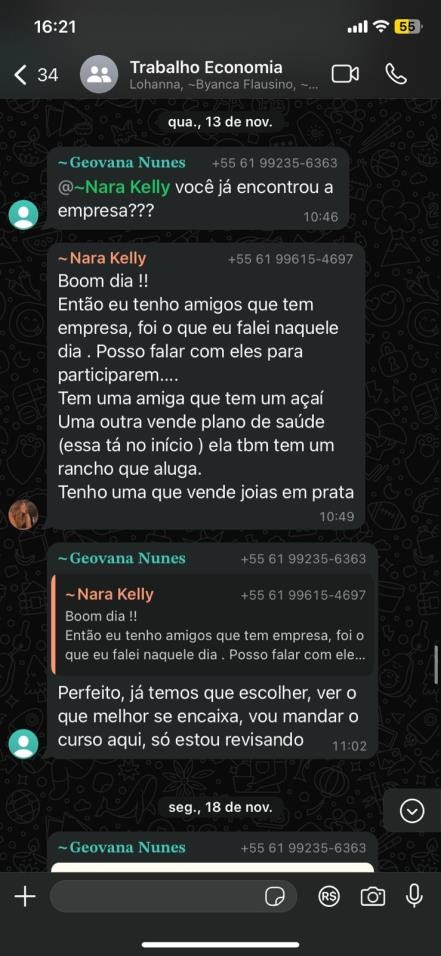 16:21
55
34
Trabalho Economia
Lohanna, ~Byanca Flausino, ~...
qua., 13 de nov.
~Geovana Nunes +55 61 99235-6363
@~Nara Kelly você já encontrou a
empresa???
10:46
~Nara Kelly +55 61 99615-4697
Boom dia !!
Então eu tenho amigos que tem
empresa, foi o que eu falei naquele
dia . Posso falar com eles para
participarem....
Tem uma amiga que tem um açaí
Uma outra vende plano de saúde
(essa tá no início ) ela tbm tem um
rancho que aluga.
Tenho uma que vende joias em prata
10:49
~Geovana Nunes +55 61 99235-6363
~Nara Kelly +55 61 99615-4697
Boom dia !!
Então eu tenho amigos que tem empresa, foi o
que eu falei naquele dia . Posso falar com ele...
Perfeito, já temos que escolher, ver o
que melhor se encaixa, vou mandar o
curso aqui, só estou revisando
11:02
seg., 18 de nov.
~Geovana Nunes +55 61 99235-6363
RS